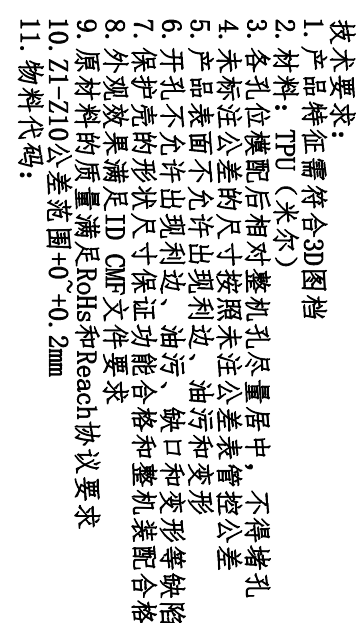 技术要求：
1. 产品特征需符合3D图档
2. 材料：TPU（米尔）
3. 各孔位模配后相对整机孔尽量居中，不得堵孔
4. 未标注公差的尺寸按照未注公差表管控公差
5. 产品表面不允许出现利边、油污和变形
6. 开孔不允许出现利边、油污、缺口和变形等缺陷
7. 保护壳的形状尺寸保证功能合格和整机装配合格
8. 外观效果满足ID CMF文件要求
9. 原材料的质量满足RoHs和Reach协议要求
10. Z1-Z10公差范围+0~+0.2mm
11. 物料代码：